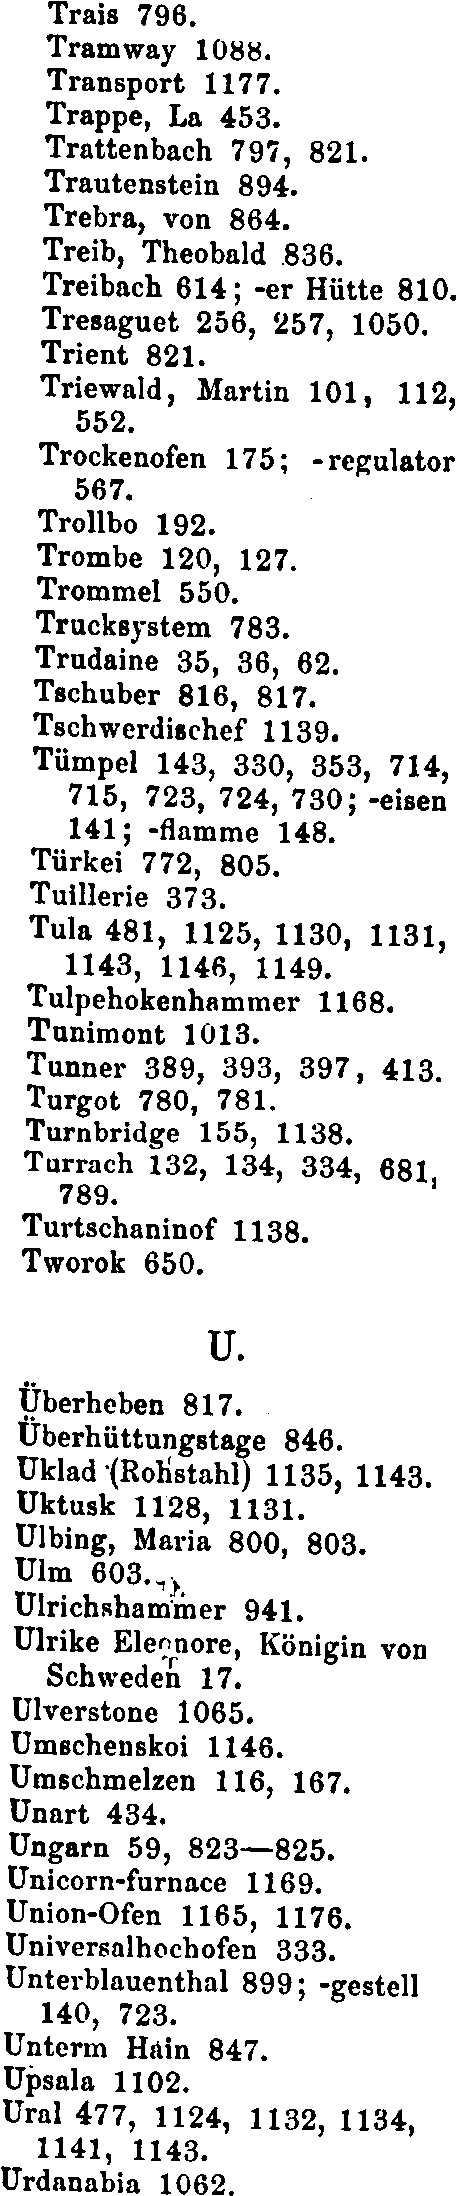 Trais 796.
Tramway 1088.
Transport 1177.
Trappe, La 453.
Trattenbach 797, 821.
Trautenstein 894.
Trebra, von 864.
Treib, Theobald 836.
Treibach 614; -er Hütte 810.
Tresaguet 256, 257, 1050.
Trient 821.
Triewald, Martin 101, 112,
552.
Trockenofen 175; -regulator
567.
Trollbo 192.
Trombe 120, 127.
Trommel 550.
Trucksystem 783.
Trudaine 35, 36, 62.
Tschuber 816, 817.
Tschwerdischef 1139.
Tümpel 143, 330, 353, 714,
715, 723, 724, 730; -eisen
141; -flamme 148.
Türkei 772, 805.
Tuillerie 373.
Tula 481, 1125, 1130, 1131,
1143, 1146, 1149.
Tulpehokenhammer 1168.
Tunimont 1013.
Tunner 389, 393, 397, 413.
Turgot 780, 781.
Turnbridge 155, 1138.
Turrach 132, 134, 334, 681,
789.
Turtschaninof 1138.
Tworok 650.
U.
Überheben 817.
Überhüttungstage 846.
Uklad (Rohstahl) 1135, 1143.
Uktusk 1128, 1131.
Ulbing, Maria 800, 803.
Ulm 603.
Ulrichshammer 941.
Ulrike Eleonore, Königin von
Schweden 17.
Ulverstone 1065.
Umschenskoi 1146.
Umschmelzen 116, 167.
Unart 434.
Ungarn 59, 823—825.
Unicorn-furnace 1169.
Union-Ofen 1165, 1176.
Universalhochofen 333.
Unterblauenthal 899; -gestell
140, 723.
Unterm Hain 847.
Upsala 1102.
Ural 477, 1124, 1132, 1134,
1141, 1143.
Urdanabia 1062.